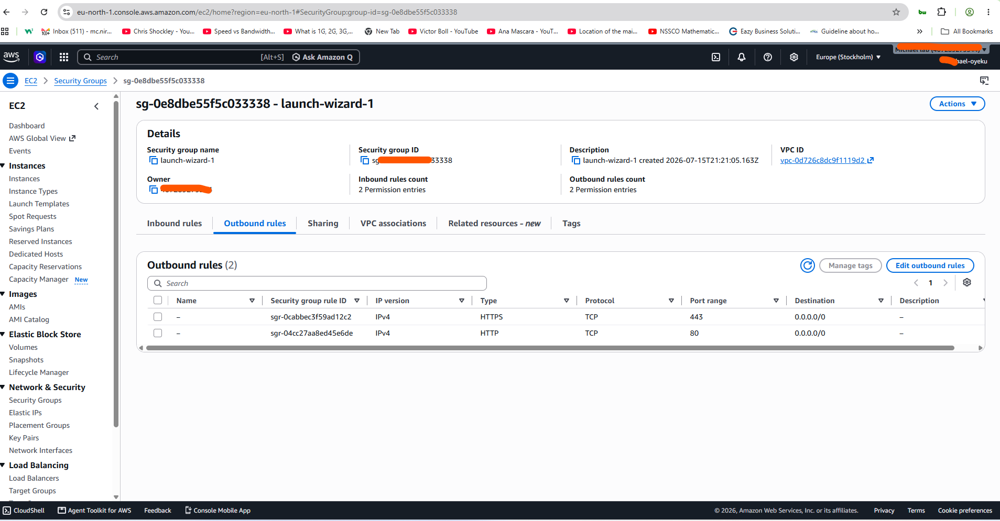 eu-north-1.console.aws.amazon.com/ec2/home?region=eu-north-1#SecurityGroup:group-id=sg-0e8dbe55f5c033338
Inbox (511) - mc.nir... Chris Shockley - You... Speed vs Bandwidth... What is 1G, 2G, 3G,... New Tab Victor Boll - YouTube Ana Mascara - YouT... Location of the mai... NSSCO Mathematic... Eazy Business Soluti... Guideline about ho... » All Bookmarks
aws Search [Alt+S] Ask Amazon Q Europe (Stockholm)
hael-oyeku
EC2 Security Groups sg-0e8dbe55f5c033338
EC2
Dashboard
AWS Global View
Events
Instances
Instances
Instance Types
Launch Templates
Spot Requests
Savings Plans
Reserved Instances
Dedicated Hosts
Capacity Reservations
Capacity Manager New
Images
AMIs
AMI Catalog
Elastic Block Store
Volumes
Snapshots
Lifecycle Manager
Network & Security
Security Groups
Elastic IPs
Placement Groups
Key Pairs
Network Interfaces
Load Balancing
Load Balancers
Target Groups
sg-0e8dbe55f5c033338 - launch-wizard-1
Actions
Details
Security group name
launch-wizard-1
Security group ID
sg 33338
Description
launch-wizard-1 created 2026-07-15T21:21:05.163Z
VPC ID
vpc-0d726c8dc9f1119d2
Owner
Inbound rules count
2 Permission entries
Outbound rules count
2 Permission entries
Inbound rules Outbound rules Sharing VPC associations Related resources - new Tags
Outbound rules (2)
Manage tags Edit outbound rules
Search
1
Name Security group rule ID IP version Type Protocol Port range Destination Description
– sgr-0cabbec3f59ad12c2 IPv4 HTTPS TCP 443 0.0.0.0/0 –
– sgr-04cc27aa8ed45e6de IPv4 HTTP TCP 80 0.0.0.0/0 –
CloudShell Agent Toolkit for AWS Feedback Console Mobile App © 2026, Amazon Web Services, Inc. or its affiliates. Privacy Terms Cookie preferences